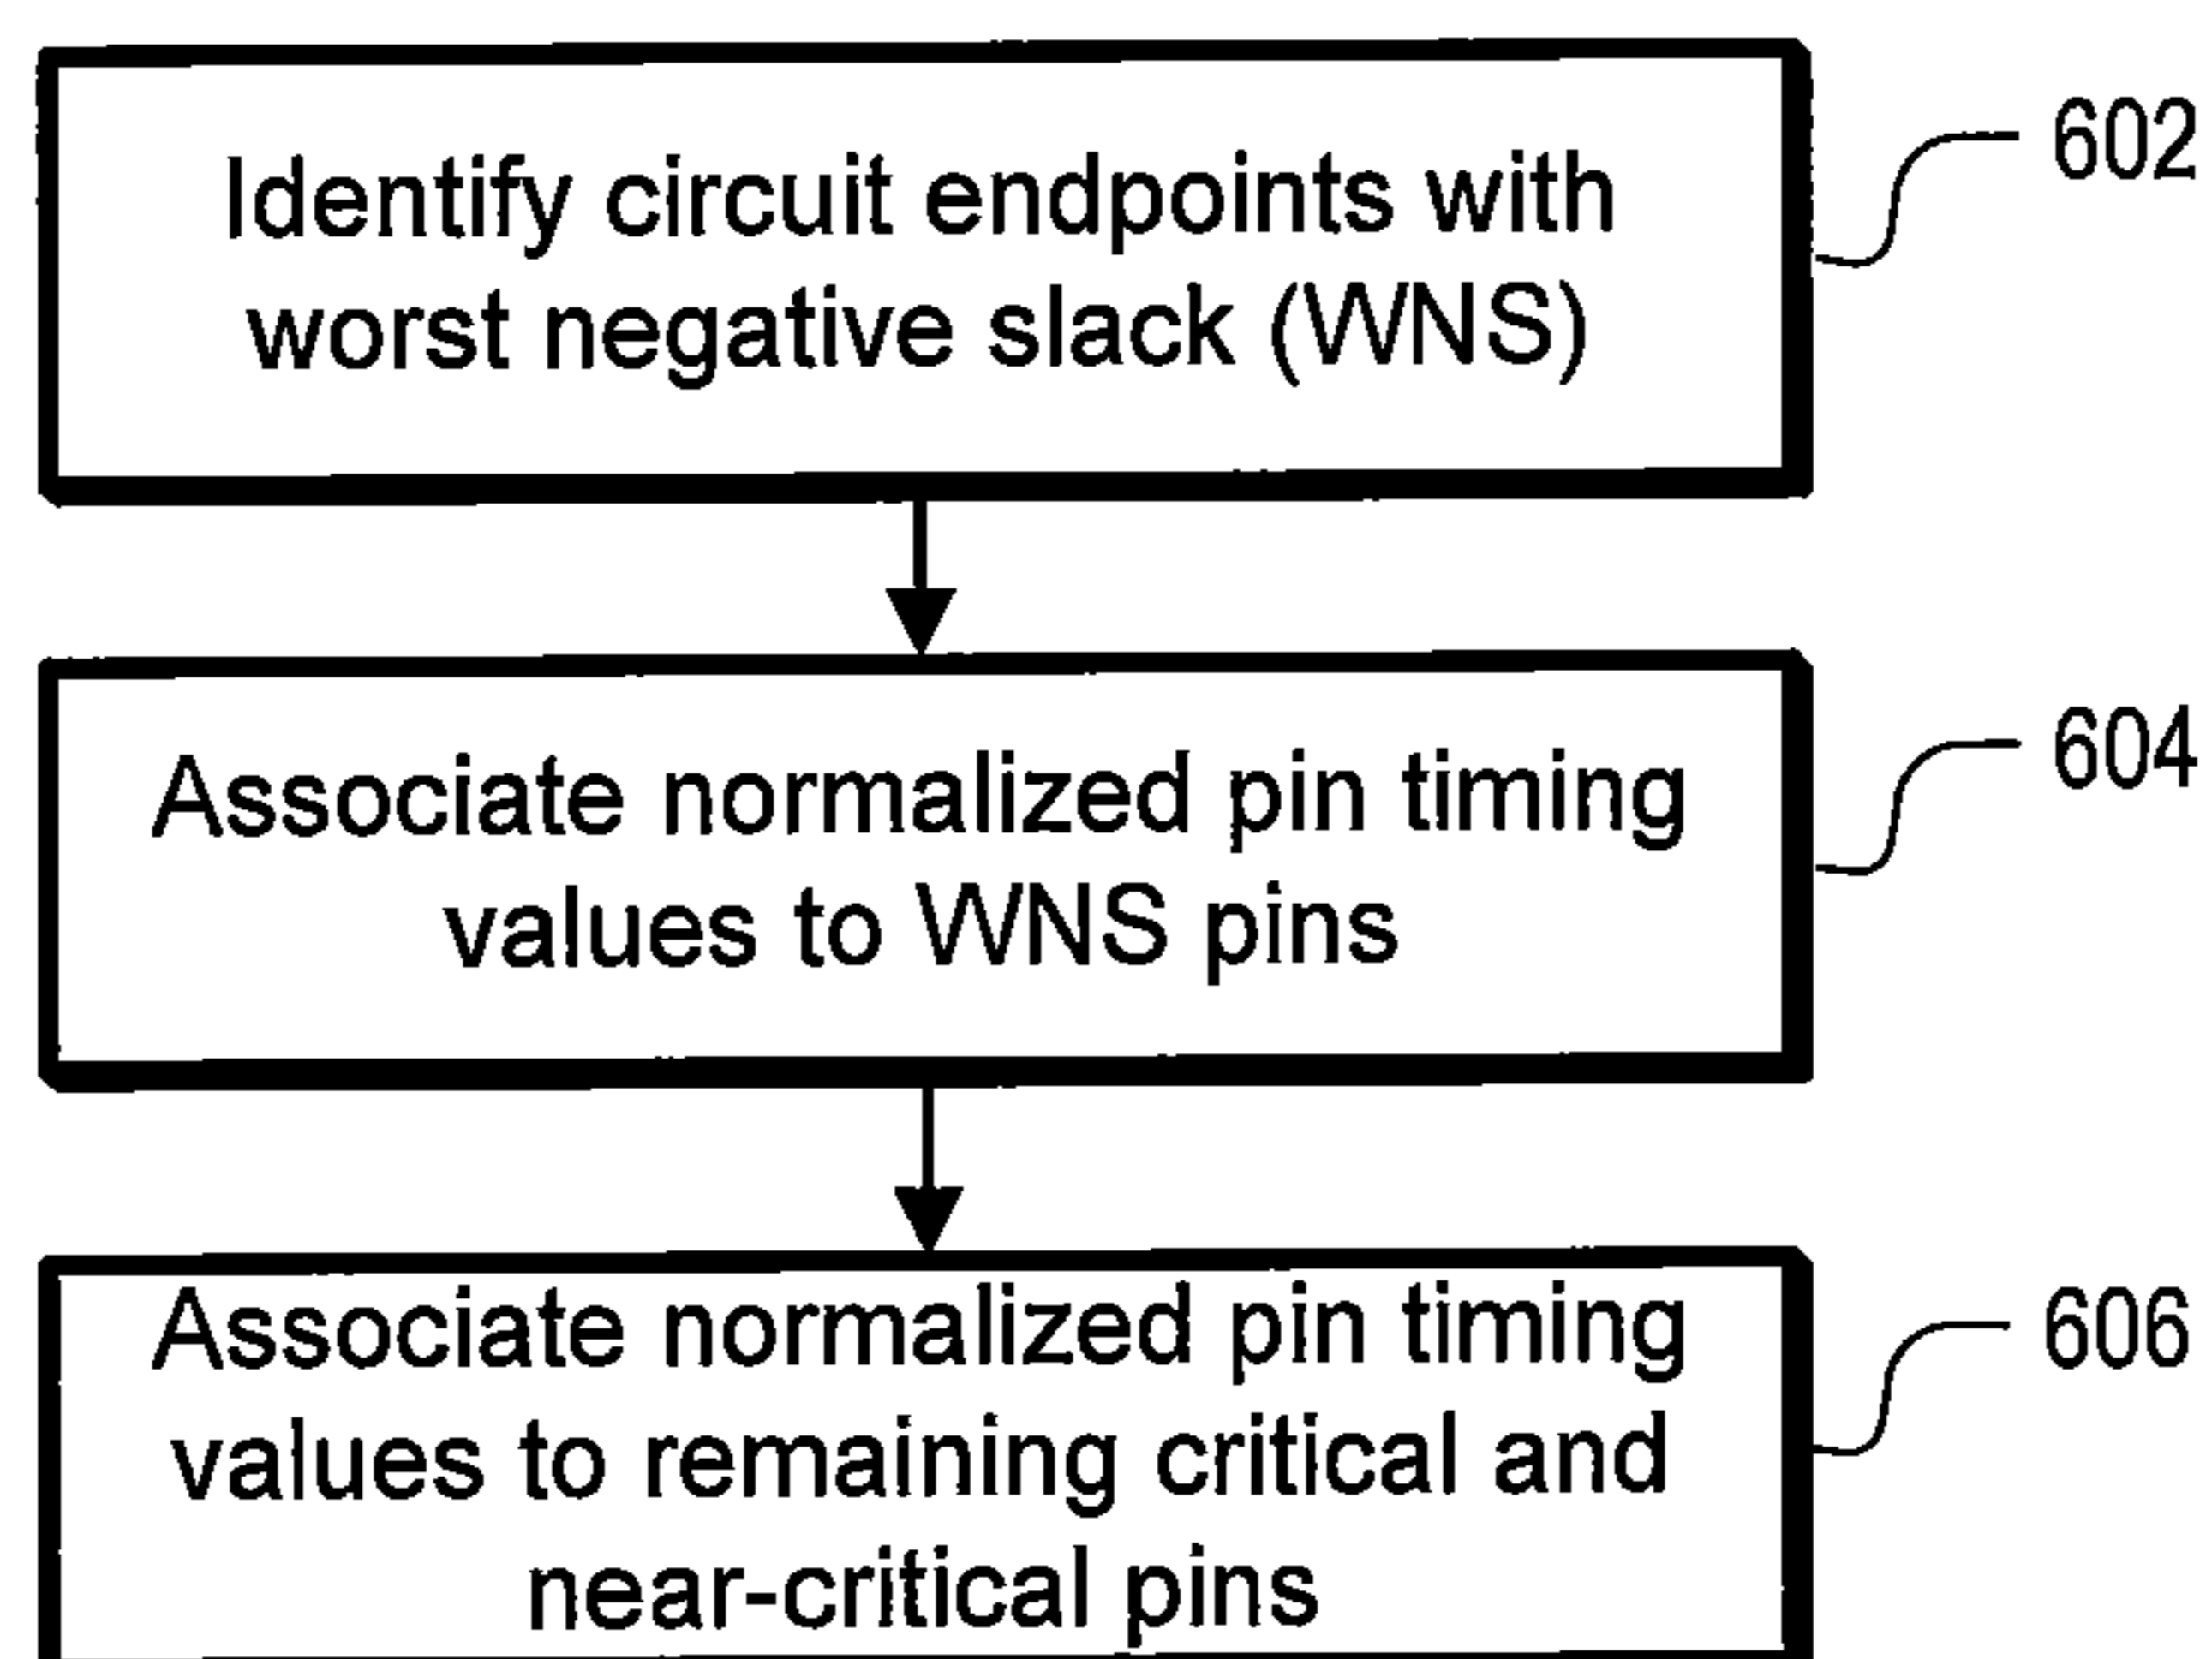 Identify circuit endpoints with
worst negative slack (WNS)
602
Associate normalized pin timing
values to WNS pins
604
Associate normalized pin timing
values to remaining critical and
near-critical pins
606